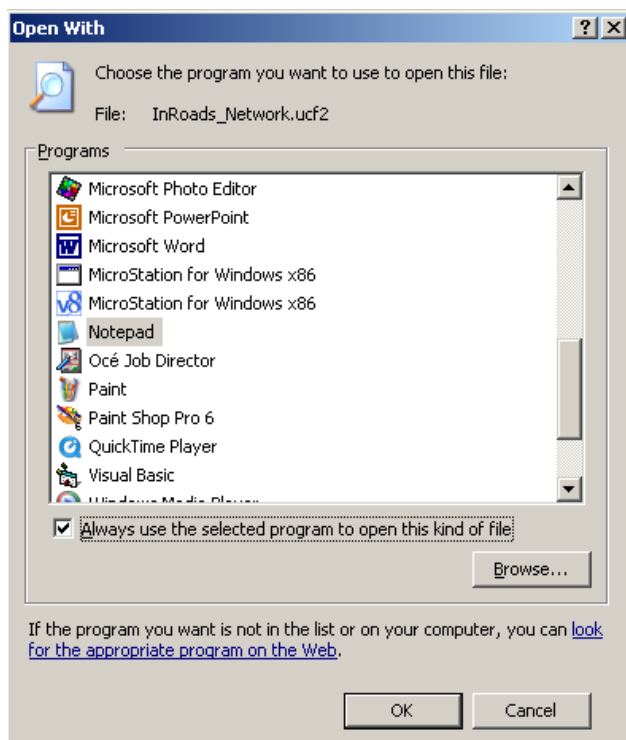 Open With
Choose the program you want to use to open this file:
File: InRoads_Network.ucf2
Programs
Microsoft Photo Editor
Microsoft PowerPoint
Microsoft Word
MicroStation for Windows x86
MicroStation for Windows x86
Notepad
Océ Job Director
Paint
Paint Shop Pro 6
QuickTime Player
Visual Basic
Windows Media Player
Always use the selected program to open this kind of file
Browse...
If the program you want is not in the list or on your computer, you can look
for the appropriate program on the Web.
OK Cancel